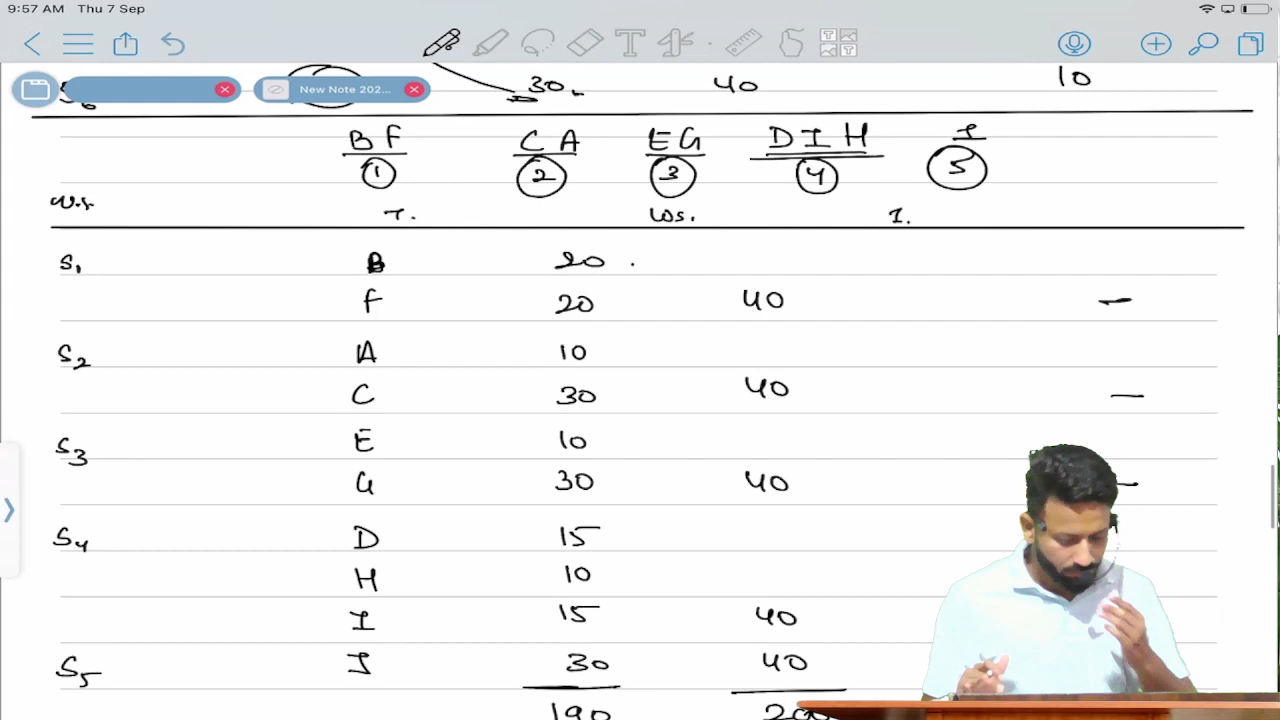 9:57 AM Thu 7 Sep
New Note 202...
S6 30 40 10
BF CA EG DIH J
1 2 3 4 5
W.S T. Ws. I.
S1 B 20
F 20 40 —
S2 A 10
C 30 40 —
S3 E 10
G 30 40 —
S4 D 15
H 10
I 15 40
S5 J 30 40
190